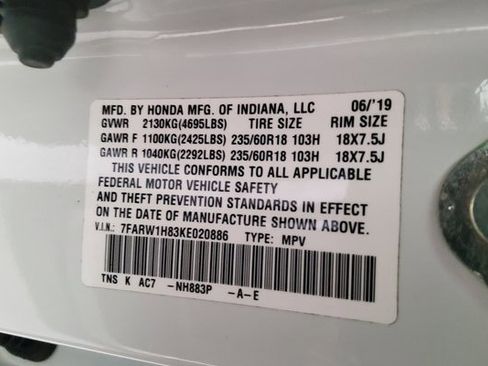 MFD. BY HONDA MFG. OF INDIANA, LLC 06/'19
GVWR 2130KG(4695LBS) TIRE SIZE RIM SIZE
GAWR F 1100KG(2425LBS) 235/60R18 103H 18X7.5J
GAWR R 1040KG(2292LBS) 235/60R18 103H 18X7.5J
THIS VEHICLE CONFORMS TO ALL APPLICABLE
FEDERAL MOTOR VEHICLE SAFETY
AND THEFT PREVENTION STANDARDS IN EFFECT
ON THE DATE OF MANUFACTURE SHOWN ABOVE.
V.I.N.: 7FARW1H83KE020886 TYPE: MPV
TNS K AC7 -NH883P -A-E